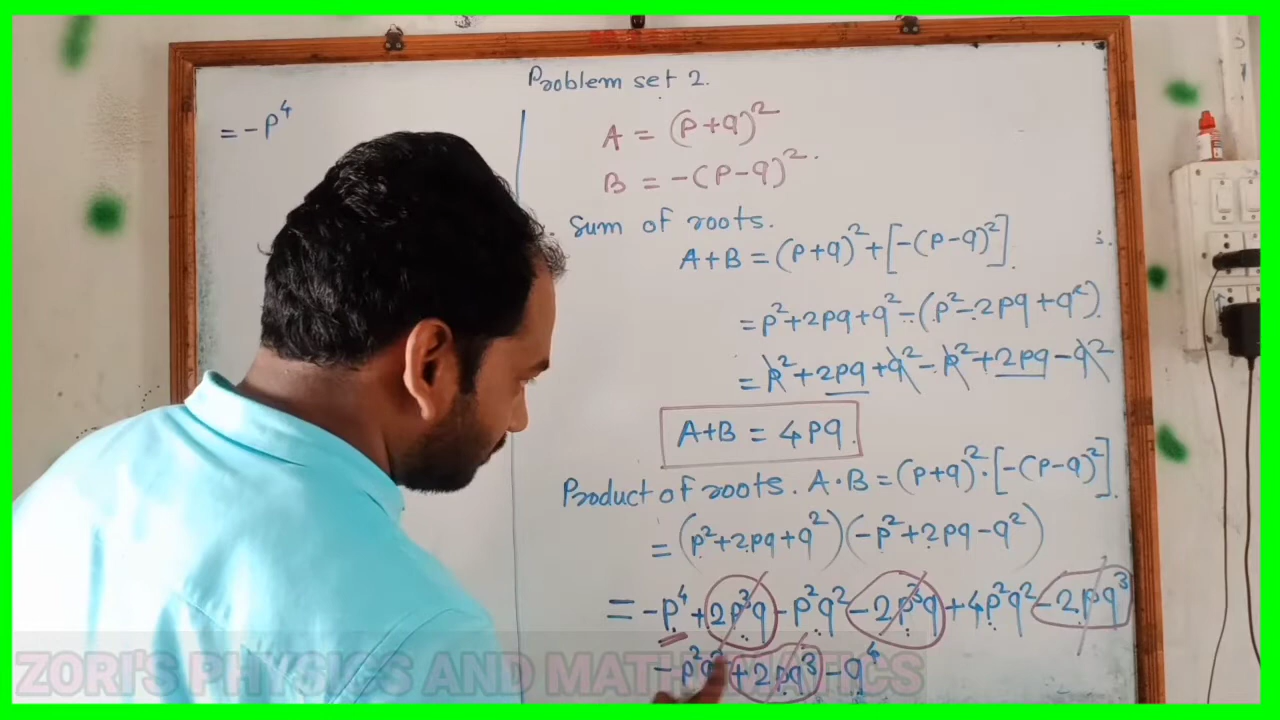 Problem set 2.
= -p⁴
A = (p+q)²
B = -(p-q)².
Sum of roots.
A+B = (p+q)² + [-(p-q)²].
= p²+2pq+q² - (p²-2pq+q²).
= p² + 2pq + q² - p² + 2pq - q²
A+B = 4pq.
Product of roots. A·B = (p+q)²·[-(p-q)²].
= (p²+2pq+q²)(-p²+2pq-q²)
= -p⁴ + 2p³q - p²q² - 2p³q + 4p²q² - 2pq³
- p²q² + 2pq³ - q⁴
ZORI'S PHYSICS AND MATHEMATICS